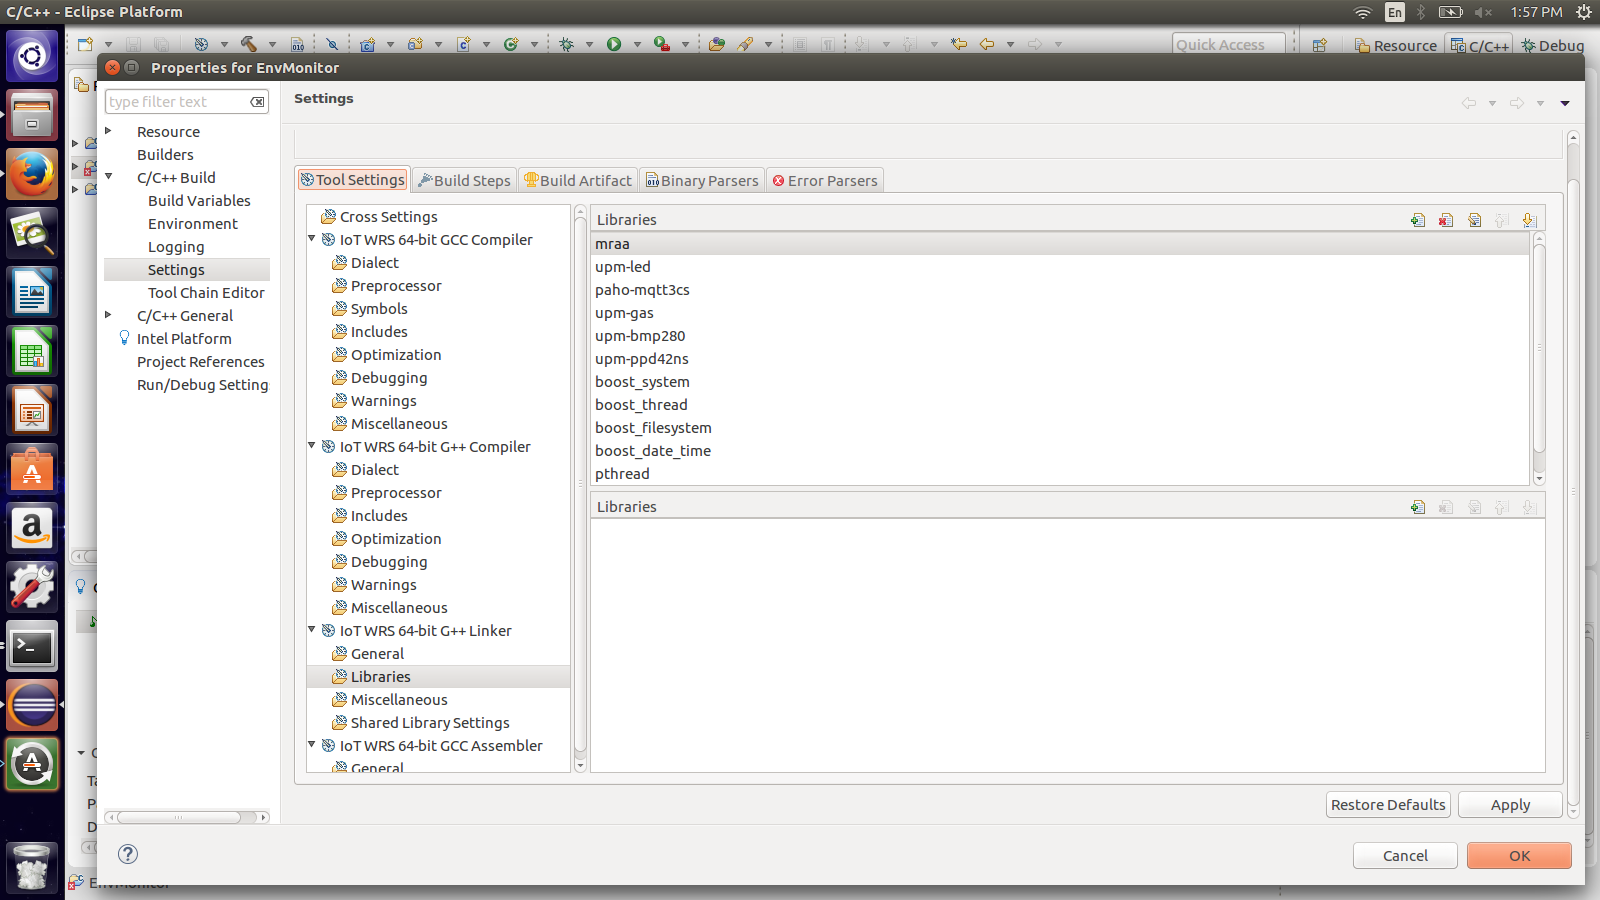 C/C++ - Eclipse Platform
En
1:57 PM
Quick Access
Resource
C/C++
Debug
Properties for EnvMonitor
type filter text
Settings
Resource
Builders
C/C++ Build
Build Variables
Environment
Logging
Settings
Tool Chain Editor
C/C++ General
Intel Platform
Project References
Run/Debug Setting
Tool Settings
Build Steps
Build Artifact
Binary Parsers
Error Parsers
Cross Settings
IoT WRS 64-bit GCC Compiler
Dialect
Preprocessor
Symbols
Includes
Optimization
Debugging
Warnings
Miscellaneous
IoT WRS 64-bit G++ Compiler
Dialect
Preprocessor
Includes
Optimization
Debugging
Warnings
Miscellaneous
IoT WRS 64-bit G++ Linker
General
Libraries
Miscellaneous
Shared Library Settings
IoT WRS 64-bit GCC Assembler
General
Libraries
mraa
upm-led
paho-mqtt3cs
upm-gas
upm-bmp280
upm-ppd42ns
boost_system
boost_thread
boost_filesystem
boost_date_time
pthread
Libraries
Restore Defaults
Apply
Cancel
OK
EnvMonitor